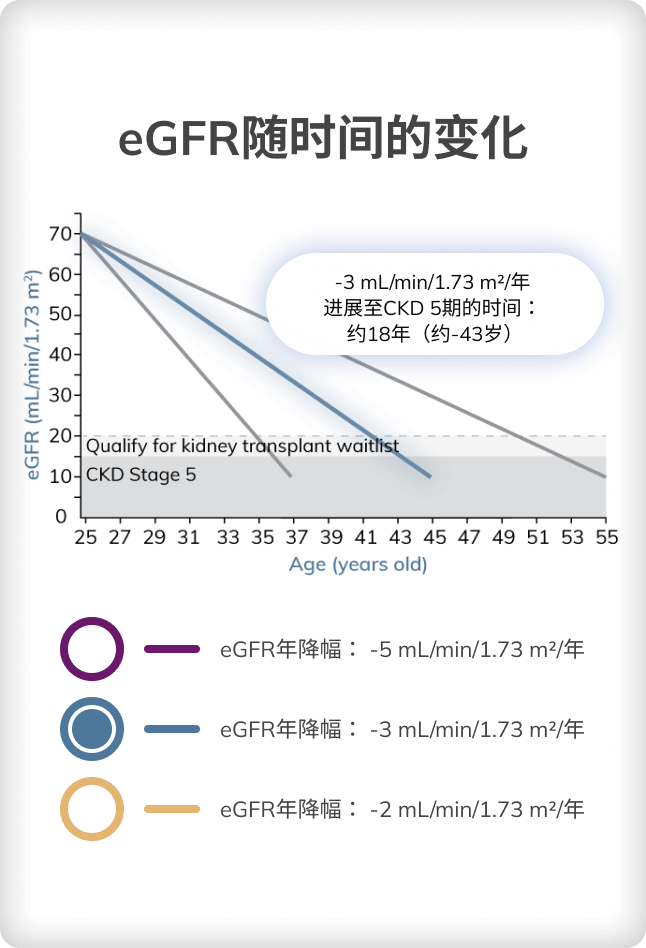 eGFR随时间的变化
eGFR (mL/min/1.73 m²)
70
60
50
40
30
20
10
0
-3 mL/min/1.73 m²/年
进展至CKD 5期的时间：
约18年（约-43岁）
Qualify for kidney transplant waitlist
CKD Stage 5
25 27 29 31 33 35 37 39 41 43 45 47 49 51 53 55
Age (years old)
eGFR年降幅： -5 mL/min/1.73 m²/年
eGFR年降幅： -3 mL/min/1.73 m²/年
eGFR年降幅： -2 mL/min/1.73 m²/年